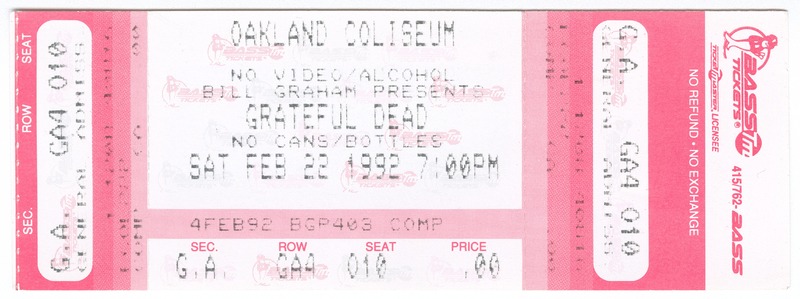 SEAT
010
ROW
GA4
SEC.
G.A.
OAKLAND COLISEUM
NO VIDEO/ALCOHOL
BILL GRAHAM PRESENTS
GRATEFUL DEAD
NO CANS/BOTTLES
SAT FEB 22 1992 7:00PM
4FEB92 BGP403 COMP
SEC. ROW SEAT PRICE
G.A. GA4 010 .00
G.A.
GA4 010
NO REFUND • NO EXCHANGE
TICKETMASTER LICENSEE
BASS TM
TICKETS®
415/762-BASS